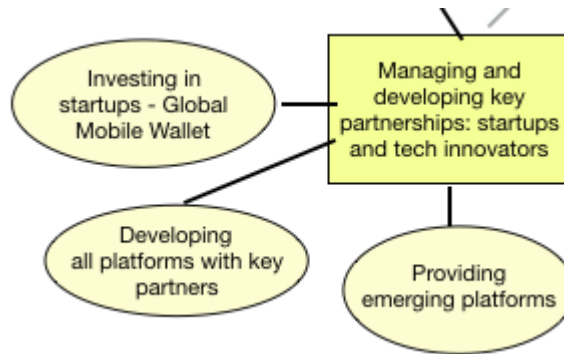 Investing in
startups - Global
Mobile Wallet
Managing and
developing key
partnerships: startups
and tech innovators
Developing
all platforms with key
partners
Providing
emerging platforms